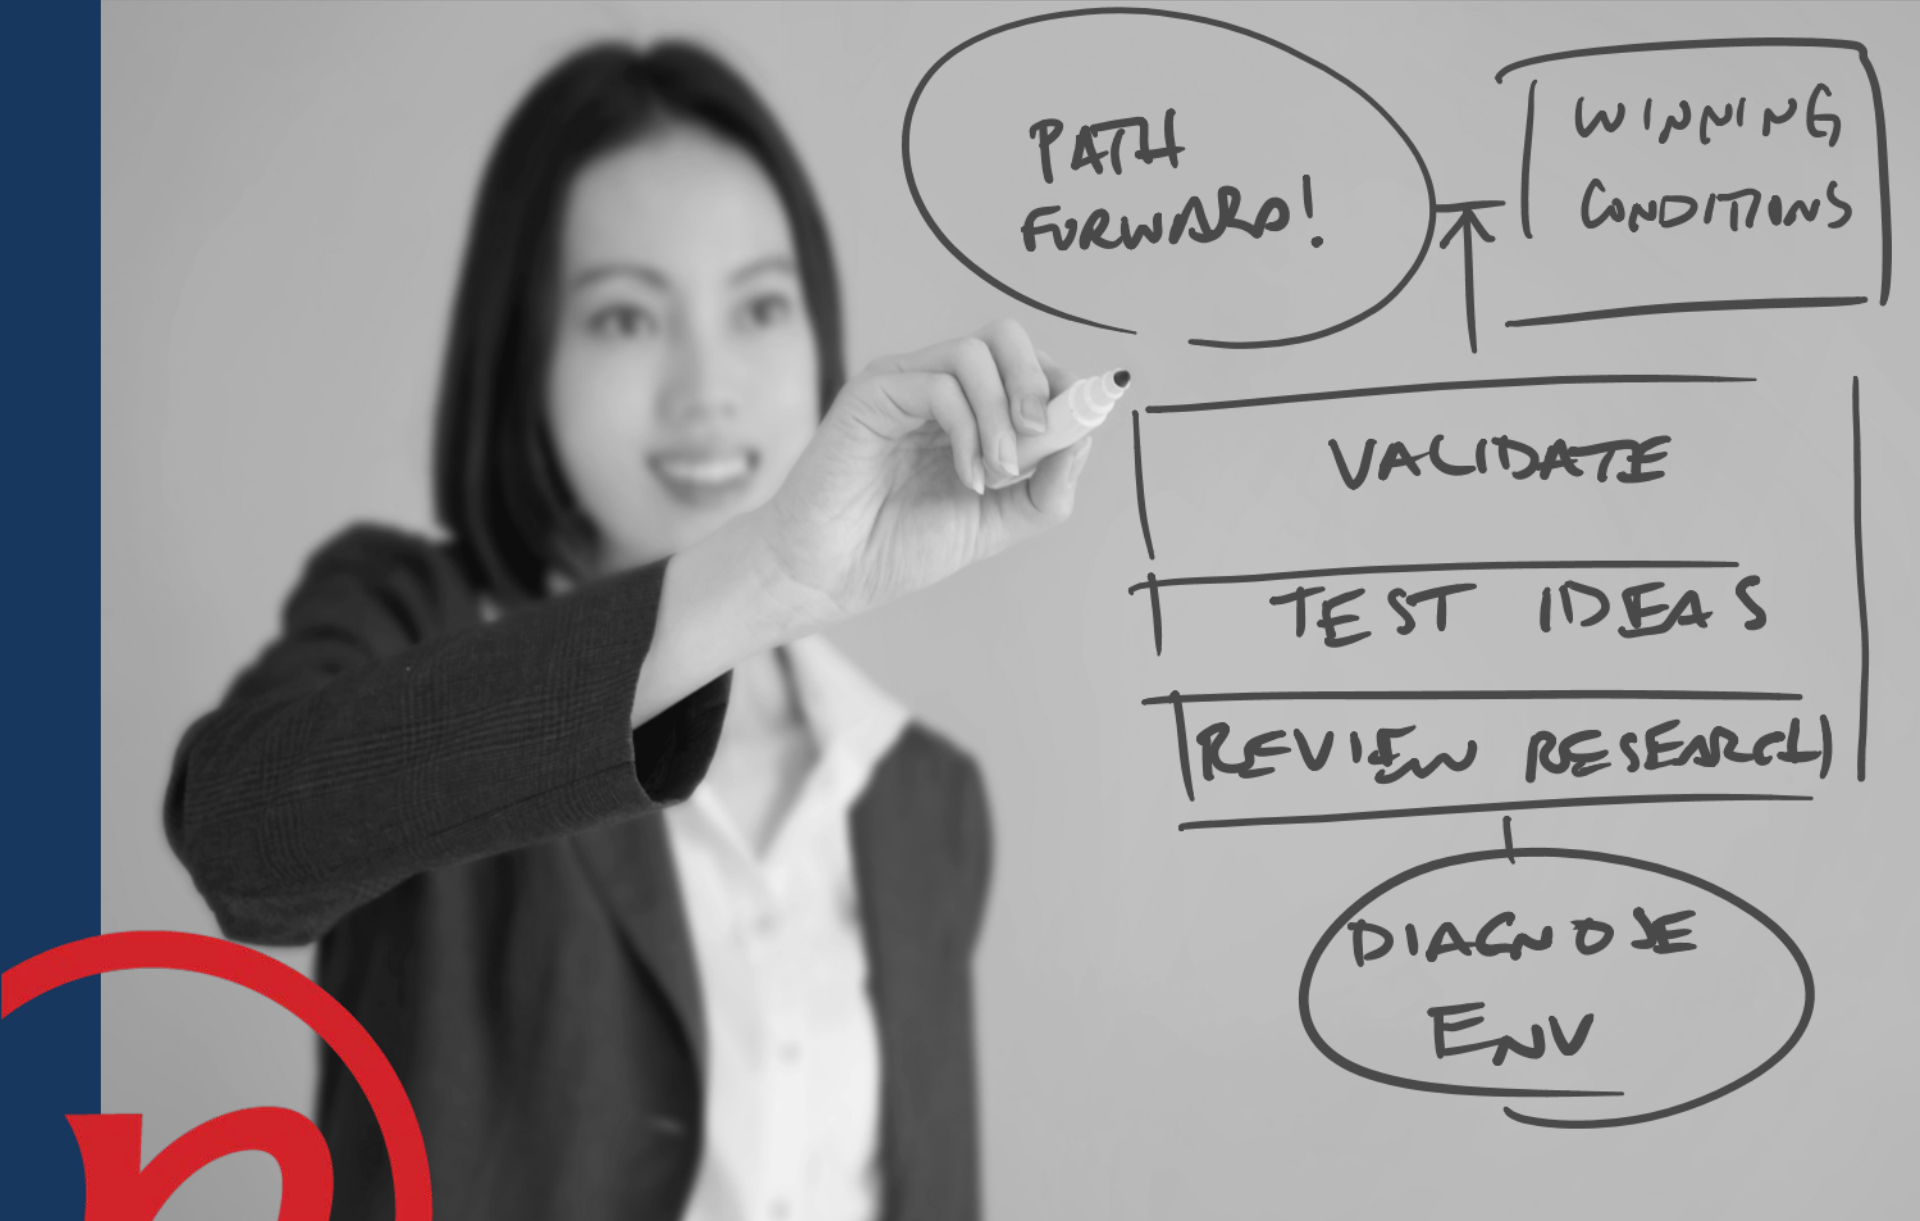 PATH
FORWARD!
WINNING
CONDITIONS
VALIDATE
TEST IDEAS
REVIEW RESEARCH
DIAGNOSE
ENV
n